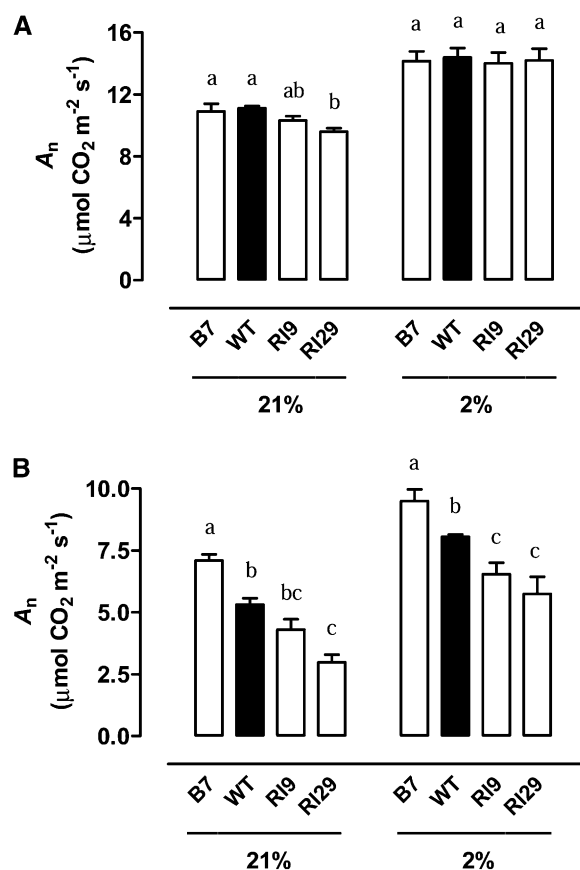 A
16
12
8
4
0
Aₙ
(μmol CO₂ m⁻² s⁻¹)
a a ab b a a a a
B7 WT RI9 RI29 B7 WT RI9 RI29
21% 2%
B
10.0
7.5
5.0
2.5
0.0
Aₙ
(μmol CO₂ m⁻² s⁻¹)
a b bc c a b c c
B7 WT RI9 RI29 B7 WT RI9 RI29
21% 2%